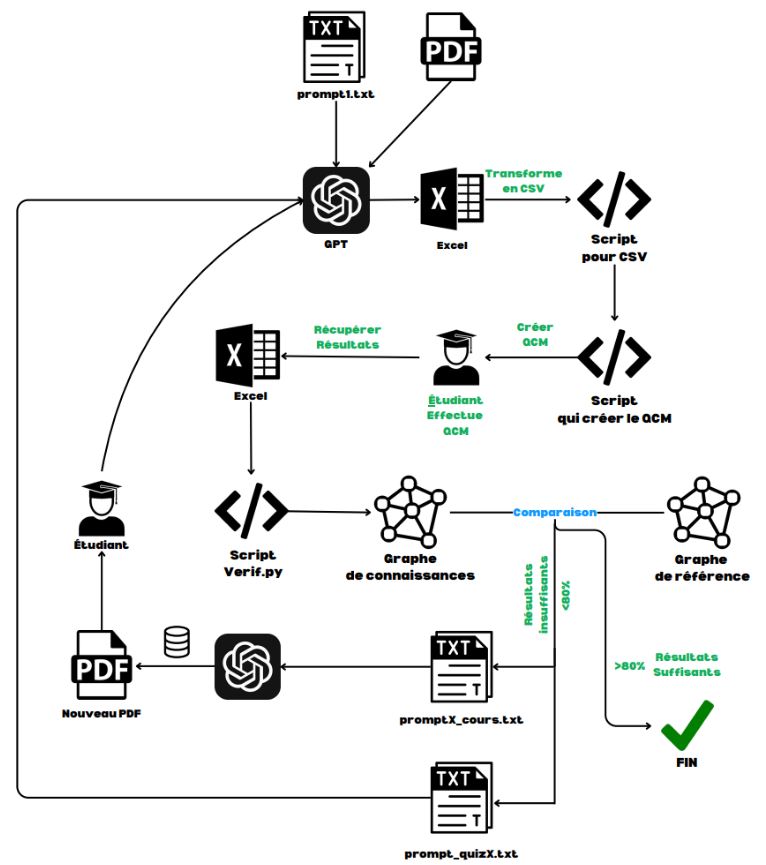 TXT
T
prompt1.txt
PDF
GPT
X
Excel
Transforme
en CSV
Script
pour CSV
Récupérer
Résultats
Créer
QCM
X
Excel
Étudiant
Effectue
QCM
Script
qui créer le QCM
Étudiant
Script
Verif.py
Graphe
de connaissances
Comparaison
Graphe
de référence
Résultats
insuffisants
<80%
>80%
Résultats
Suffisants
PDF
Nouveau PDF
TXT
T
promptX_cours.txt
FIN
TXT
T
prompt_quizX.txt